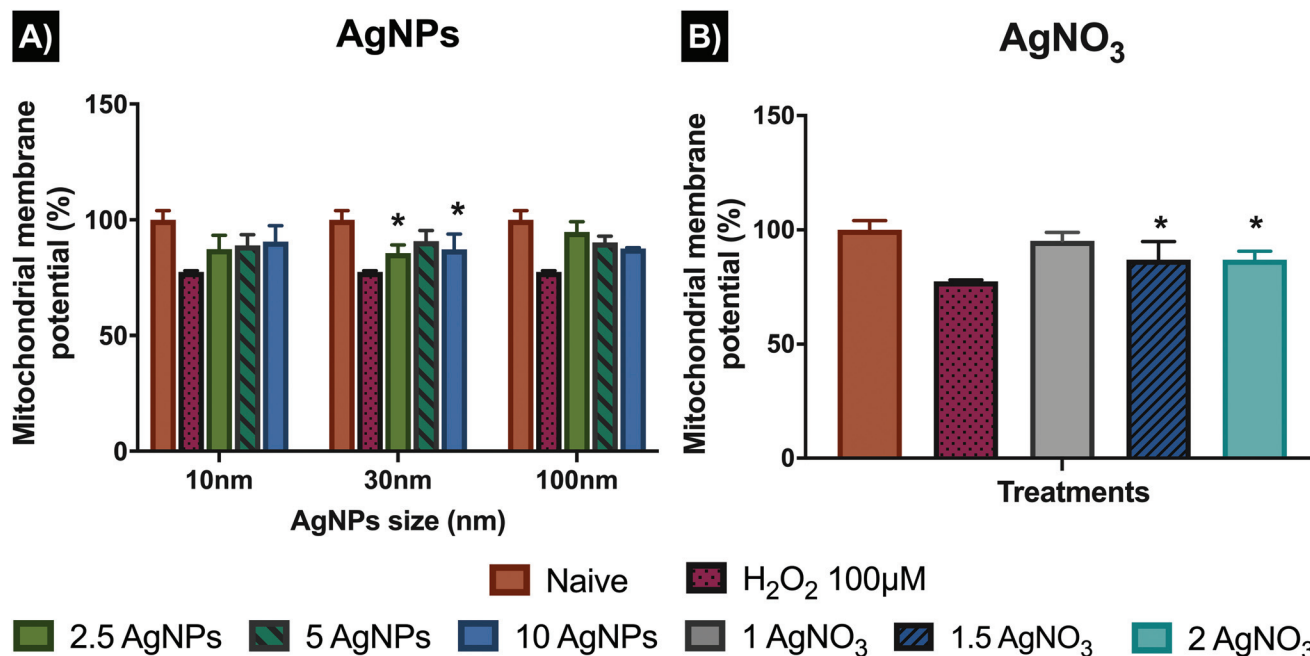 A)
AgNPs
Mitochondrial membrane
potential (%)
150
100
50
0
* *
10nm 30nm 100nm
AgNPs size (nm)
B)
AgNO₃
Mitochondrial membrane
potential (%)
150
100
50
0
* *
Treatments
Naive H₂O₂ 100µM
2.5 AgNPs 5 AgNPs 10 AgNPs 1 AgNO₃ 1.5 AgNO₃ 2 AgNO₃